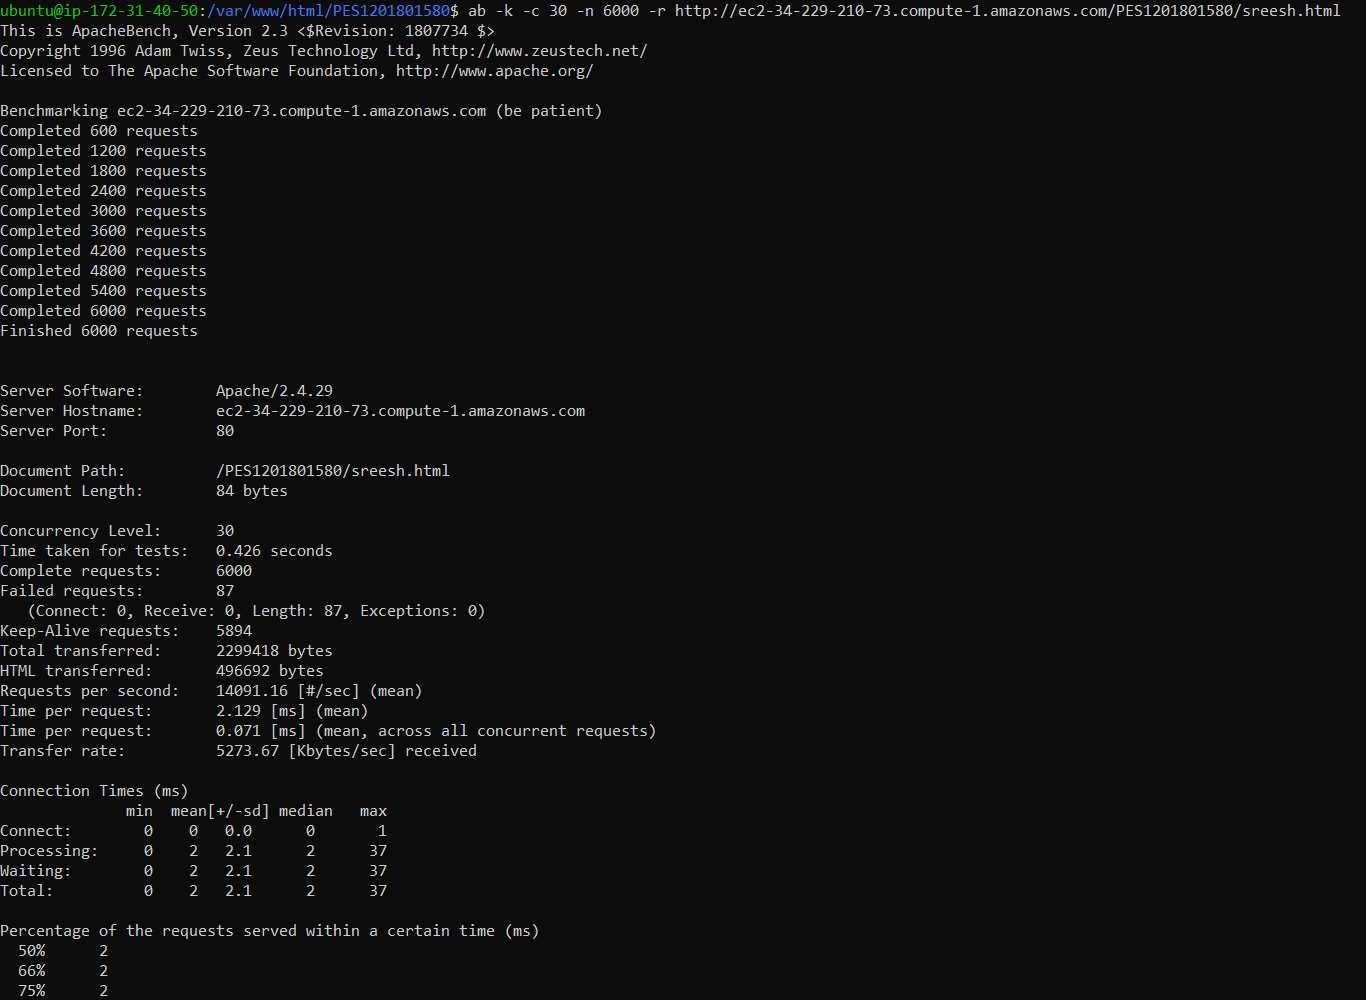 ubuntu@ip-172-31-40-50:/var/www/html/PES1201801580$ ab -k -c 30 -n 6000 -r http://ec2-34-229-210-73.compute-1.amazonaws.com/PES1201801580/sreesh.html
This is ApacheBench, Version 2.3 <$Revision: 1807734 $>
Copyright 1996 Adam Twiss, Zeus Technology Ltd, http://www.zeustech.net/
Licensed to The Apache Software Foundation, http://www.apache.org/

Benchmarking ec2-34-229-210-73.compute-1.amazonaws.com (be patient)
Completed 600 requests
Completed 1200 requests
Completed 1800 requests
Completed 2400 requests
Completed 3000 requests
Completed 3600 requests
Completed 4200 requests
Completed 4800 requests
Completed 5400 requests
Completed 6000 requests
Finished 6000 requests


Server Software:        Apache/2.4.29
Server Hostname:        ec2-34-229-210-73.compute-1.amazonaws.com
Server Port:            80

Document Path:          /PES1201801580/sreesh.html
Document Length:        84 bytes

Concurrency Level:      30
Time taken for tests:   0.426 seconds
Complete requests:      6000
Failed requests:        87
   (Connect: 0, Receive: 0, Length: 87, Exceptions: 0)
Keep-Alive requests:    5894
Total transferred:      2299418 bytes
HTML transferred:       496692 bytes
Requests per second:    14091.16 [#/sec] (mean)
Time per request:       2.129 [ms] (mean)
Time per request:       0.071 [ms] (mean, across all concurrent requests)
Transfer rate:          5273.67 [Kbytes/sec] received

Connection Times (ms)
              min  mean[+/-sd] median   max
Connect:        0    0   0.0      0       1
Processing:     0    2   2.1      2      37
Waiting:        0    2   2.1      2      37
Total:          0    2   2.1      2      37

Percentage of the requests served within a certain time (ms)
  50%      2
  66%      2
  75%      2